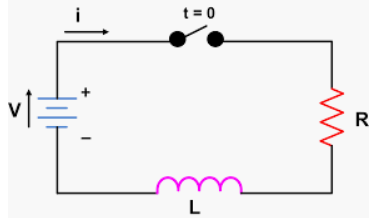 i
t = 0
+
V
R
–
L